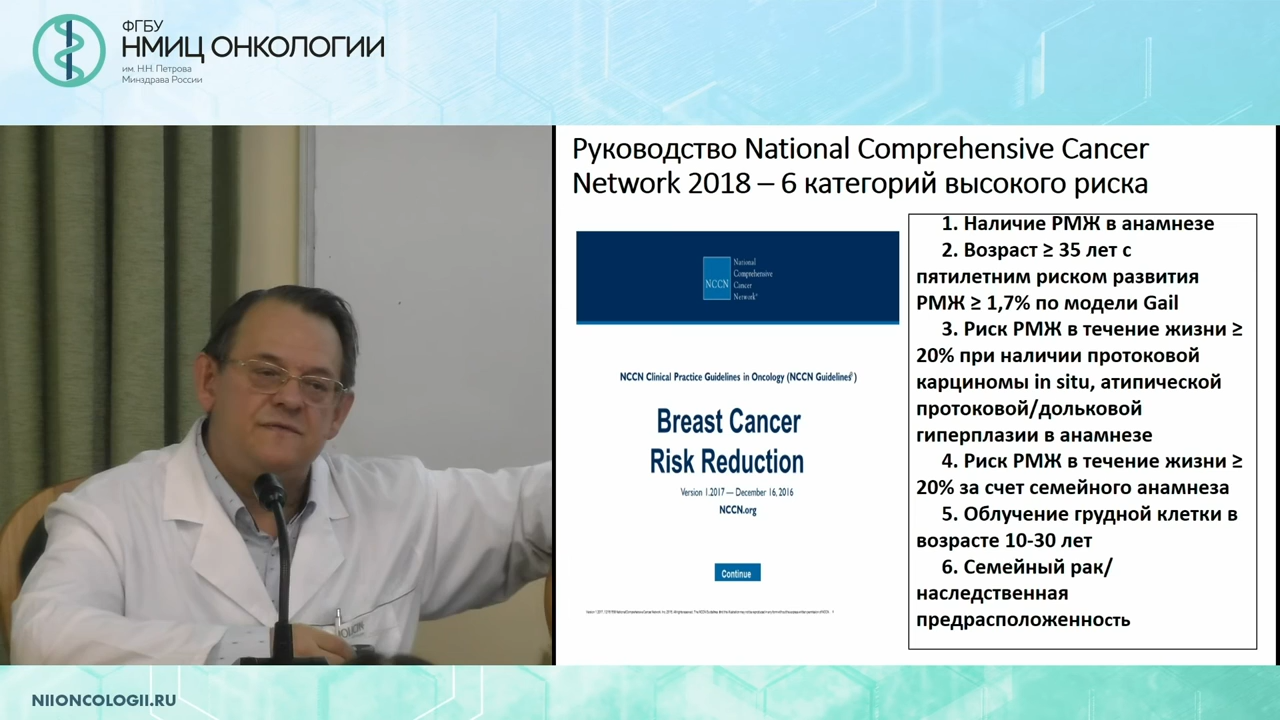 ФГБУ
НМИЦ ОНКОЛОГИИ
им. Н.Н. Петрова
Минздрава России
Руководство National Comprehensive Cancer
Network 2018 – 6 категорий высокого риска
National
Comprehensive
Cancer
Network®
NCCN
NCCN Clinical Practice Guidelines in Oncology (NCCN Guidelines®)
Breast Cancer
Risk Reduction
Version 1.2017 — December 16, 2016
NCCN.org
Continue
1. Наличие РМЖ в анамнезе
2. Возраст ≥ 35 лет с
пятилетним риском развития
РМЖ ≥ 1,7% по модели Gail
3. Риск РМЖ в течение жизни ≥
20% при наличии протоковой
карциномы in situ, атипической
протоковой/дольковой
гиперплазии в анамнезе
4. Риск РМЖ в течение жизни ≥
20% за счет семейного анамнеза
5. Облучение грудной клетки в
возрасте 10-30 лет
6. Семейный рак/
наследственная
предрасположенность
NIIONCOLOGII.RU